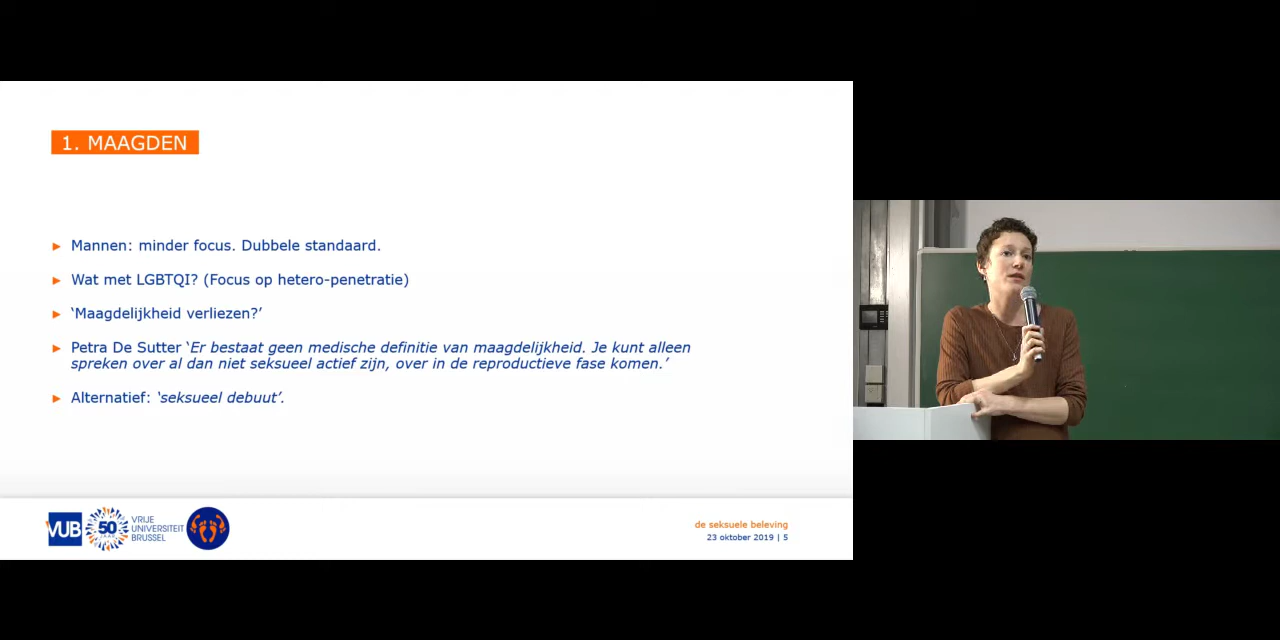 1. MAAGDEN
► Mannen: minder focus. Dubbele standaard.
► Wat met LGBTQI? (Focus op hetero-penetratie)
► ‘Maagdelijkheid verliezen?’
► Petra De Sutter ‘Er bestaat geen medische definitie van maagdelijkheid. Je kunt alleen
spreken over al dan niet seksueel actief zijn, over in de reproductieve fase komen.’
► Alternatief: ‘seksueel debuut’.
VUB
50
JAAR
VRIJE
UNIVERSITEIT
BRUSSEL
de seksuele beleving
23 oktober 2019 | 5